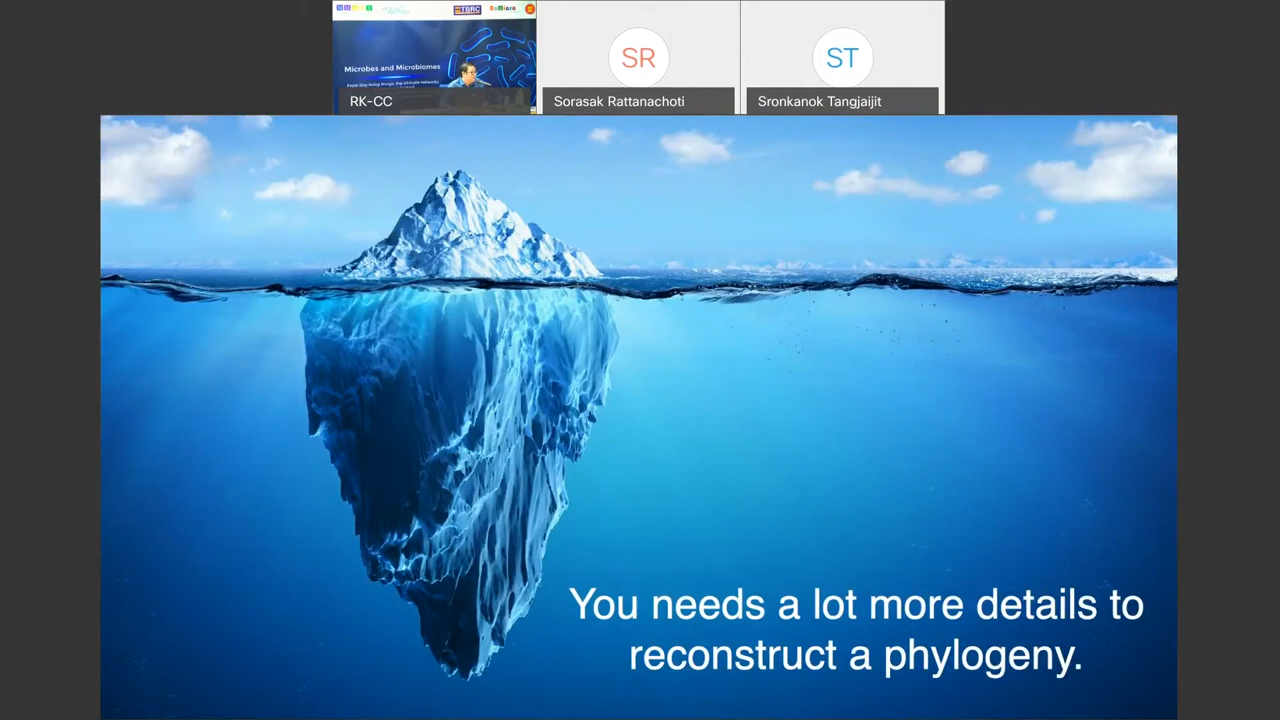 TBRC
Microbes and Microbiomes
RK-CC
SR
Sorasak Rattanachoti
ST
Sronkanok Tangjaijit
You needs a lot more details to
reconstruct a phylogeny.